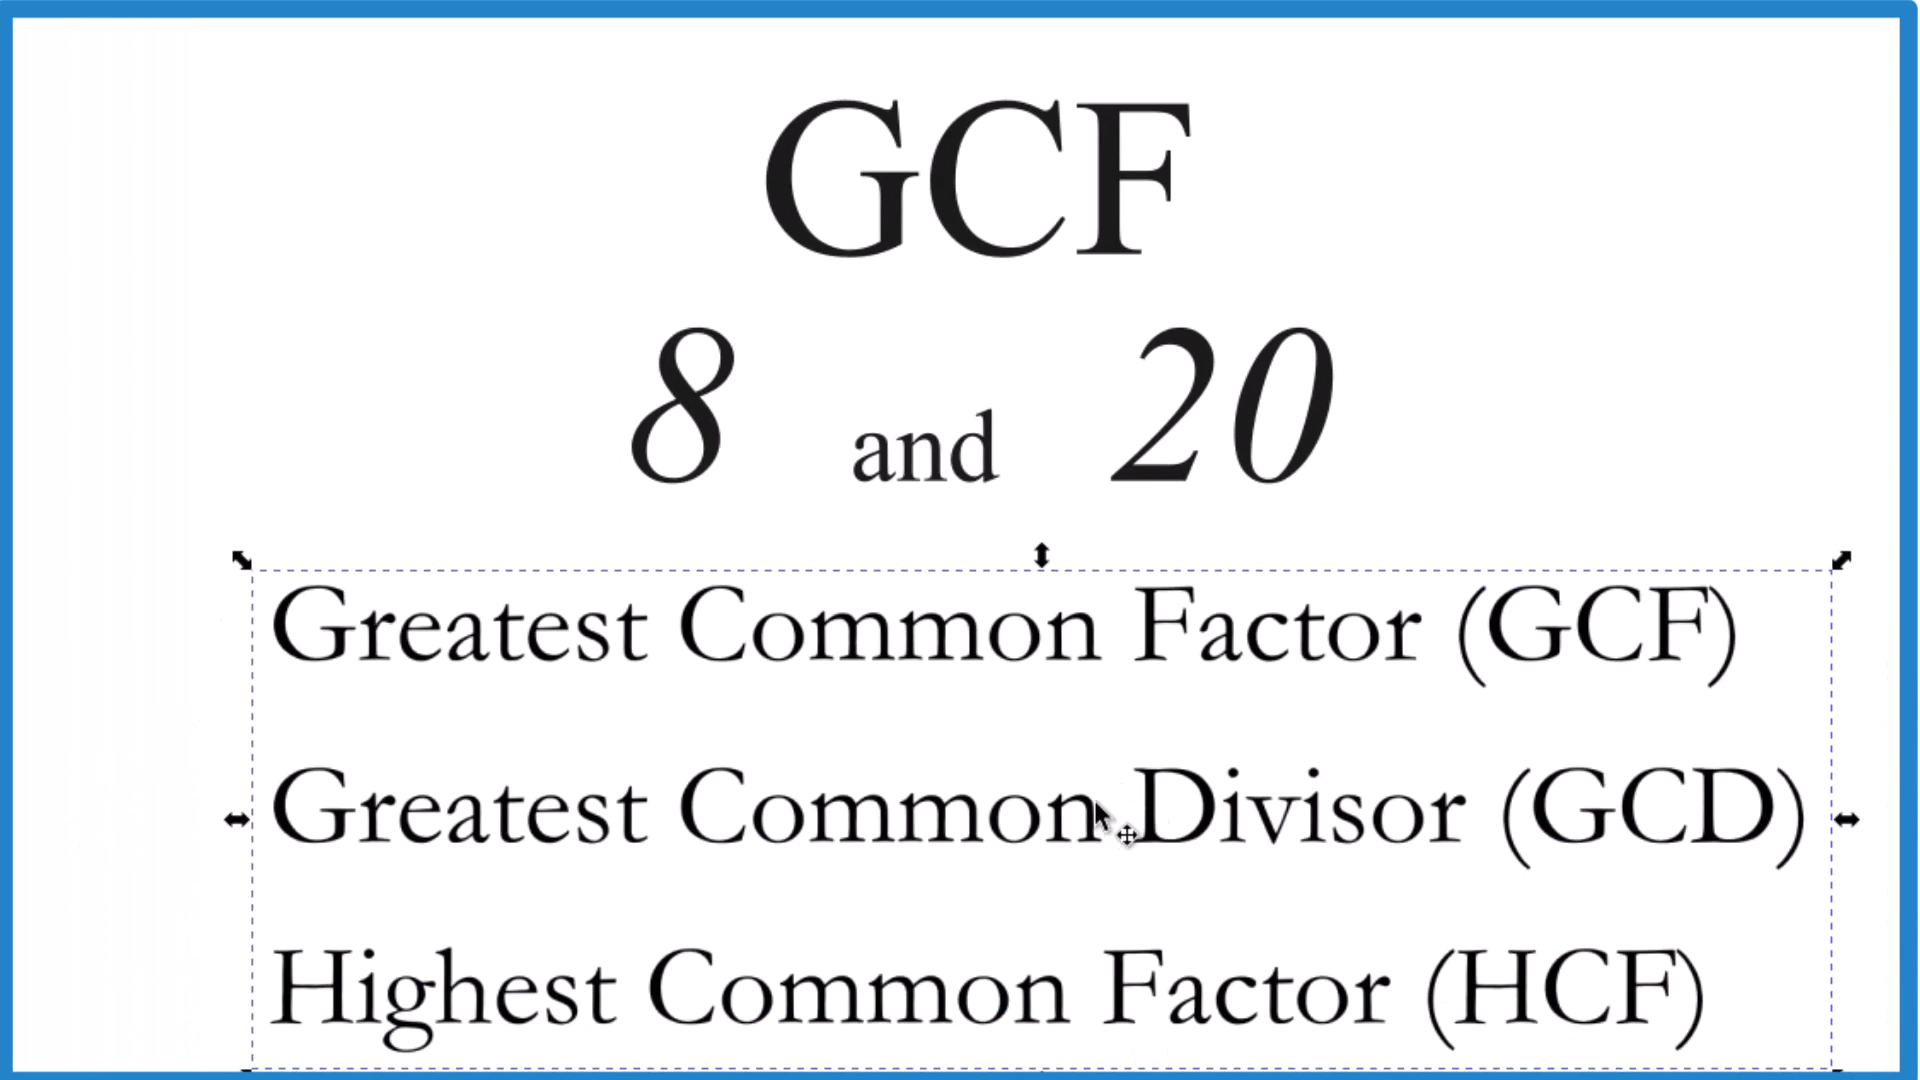 GCF
8 and 20
Greatest Common Factor (GCF)
Greatest Common Divisor (GCD)
Highest Common Factor (HCF)